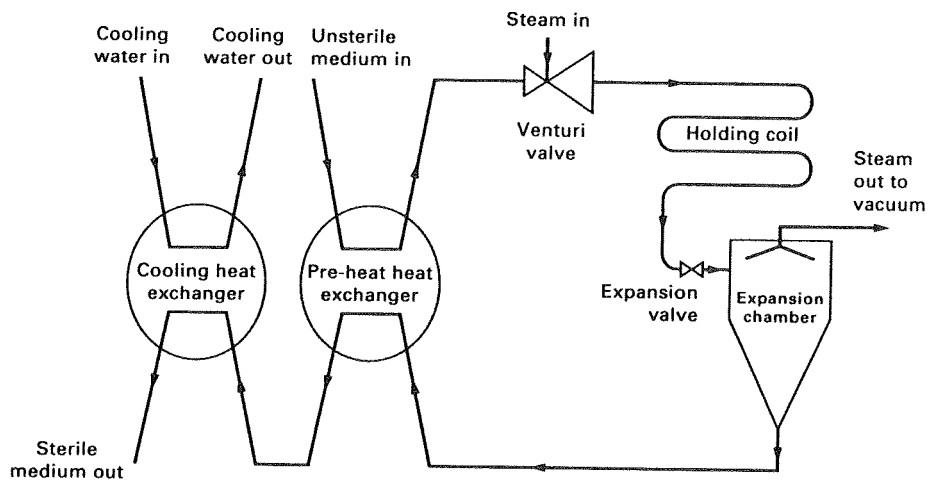 Cooling
water in
Cooling
water out
Unsterile
medium in
Steam in
Venturi
valve
Holding coil
Steam
out to
vacuum
Cooling heat
exchanger
Pre-heat heat
exchanger
Expansion
valve
Expansion
chamber
Sterile
medium out